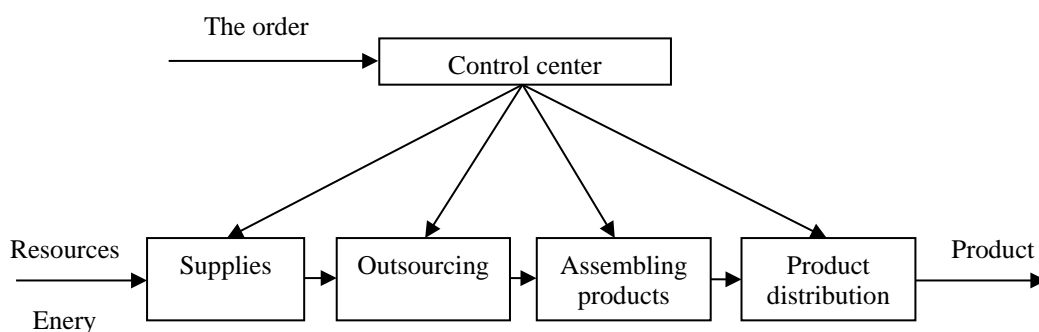 The order
Control center
Resources
Enery
Supplies
Outsourcing
Assembling
products
Product
distribution
Product